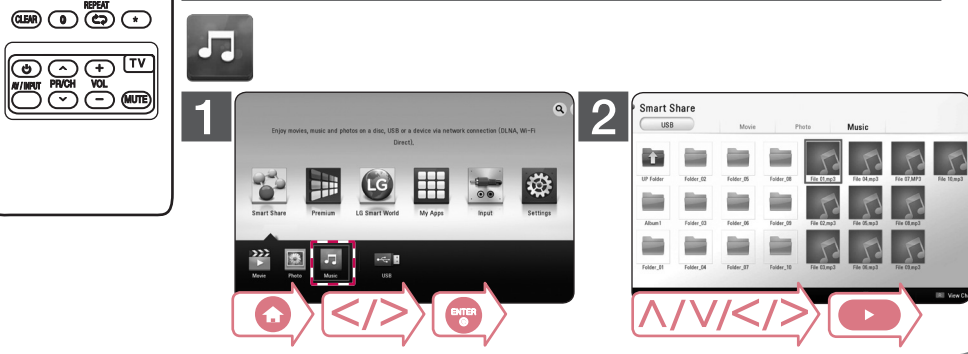 REPEAT
CLEAR 0 *
TV
AV / INPUT PR/CH VOL
MUTE
1
Enjoy movies, music and photos on a disc, USB or a device via network connection (DLNA, Wi-Fi
Direct).
LG
Smart Share Premium LG Smart World My Apps Input Settings
Movie Photo Music USB
</> ENTER
2
Smart Share
USB Movie Photo Music
UP Folder Folder_02 Folder_05 Folder_08 File 01.mp3 File 04.mp3 File 07.MP3 File 10.mp3
Album1 Folder_03 Folder_06 Folder_09 File 02.mp3 File 05.mp3 File 08.mp3
Folder_01 Folder_04 Folder_07 Folder_10 File 03.mp3 File 06.mp3 File 09.mp3
View Ch
Λ/V/</>